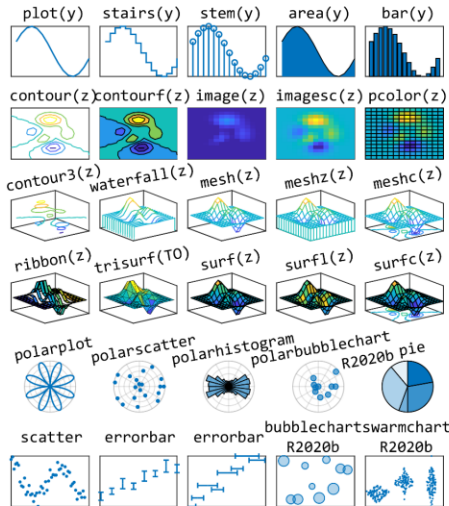 plot(y) stairs(y) stem(y) area(y) bar(y)
contour(z) contourf(z) image(z) imagesc(z) pcolor(z)
contour3(z) waterfall(z) mesh(z) meshz(z) meshc(z)
ribbon(z) trisurf(TO) surf(z) surfl(z) surfc(z)
polarplot polarscatter polarhistogram polarbubblechart R2020b pie
scatter errorbar errorbar bubblechart R2020b swarmchart R2020b